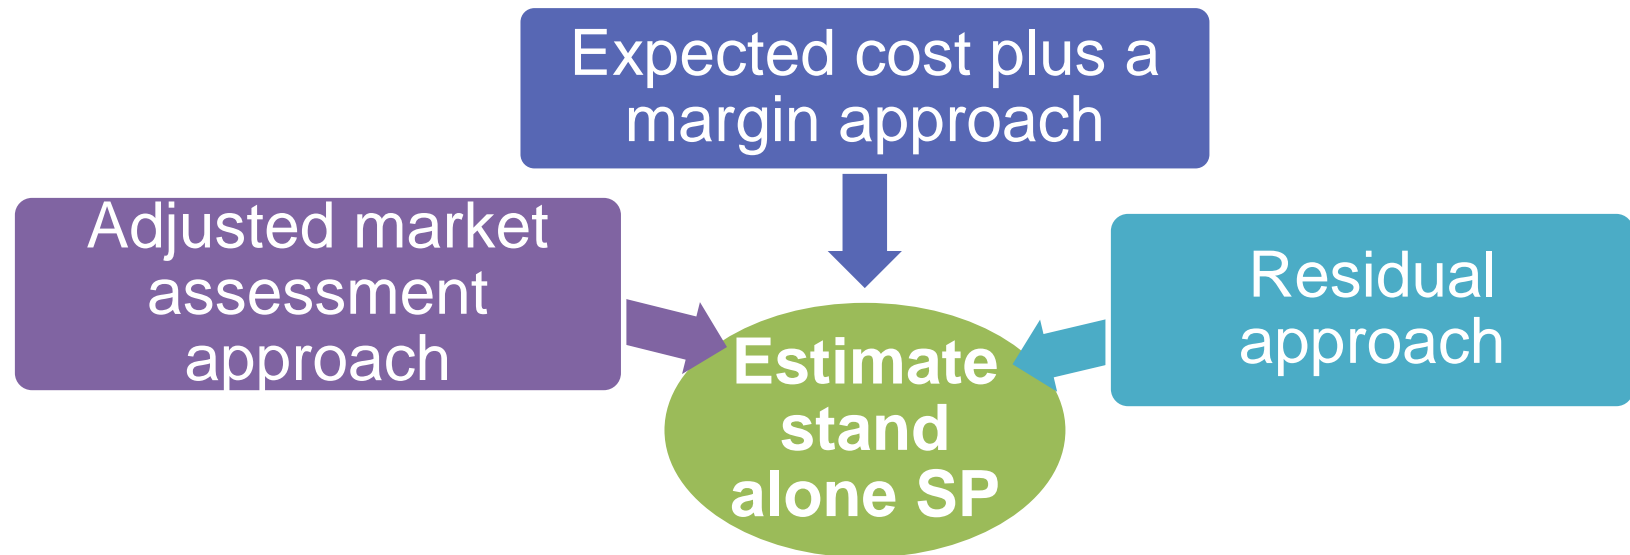 Expected cost plus a
margin approach
Adjusted market
assessment
approach
Residual
approach
Estimate
stand
alone SP